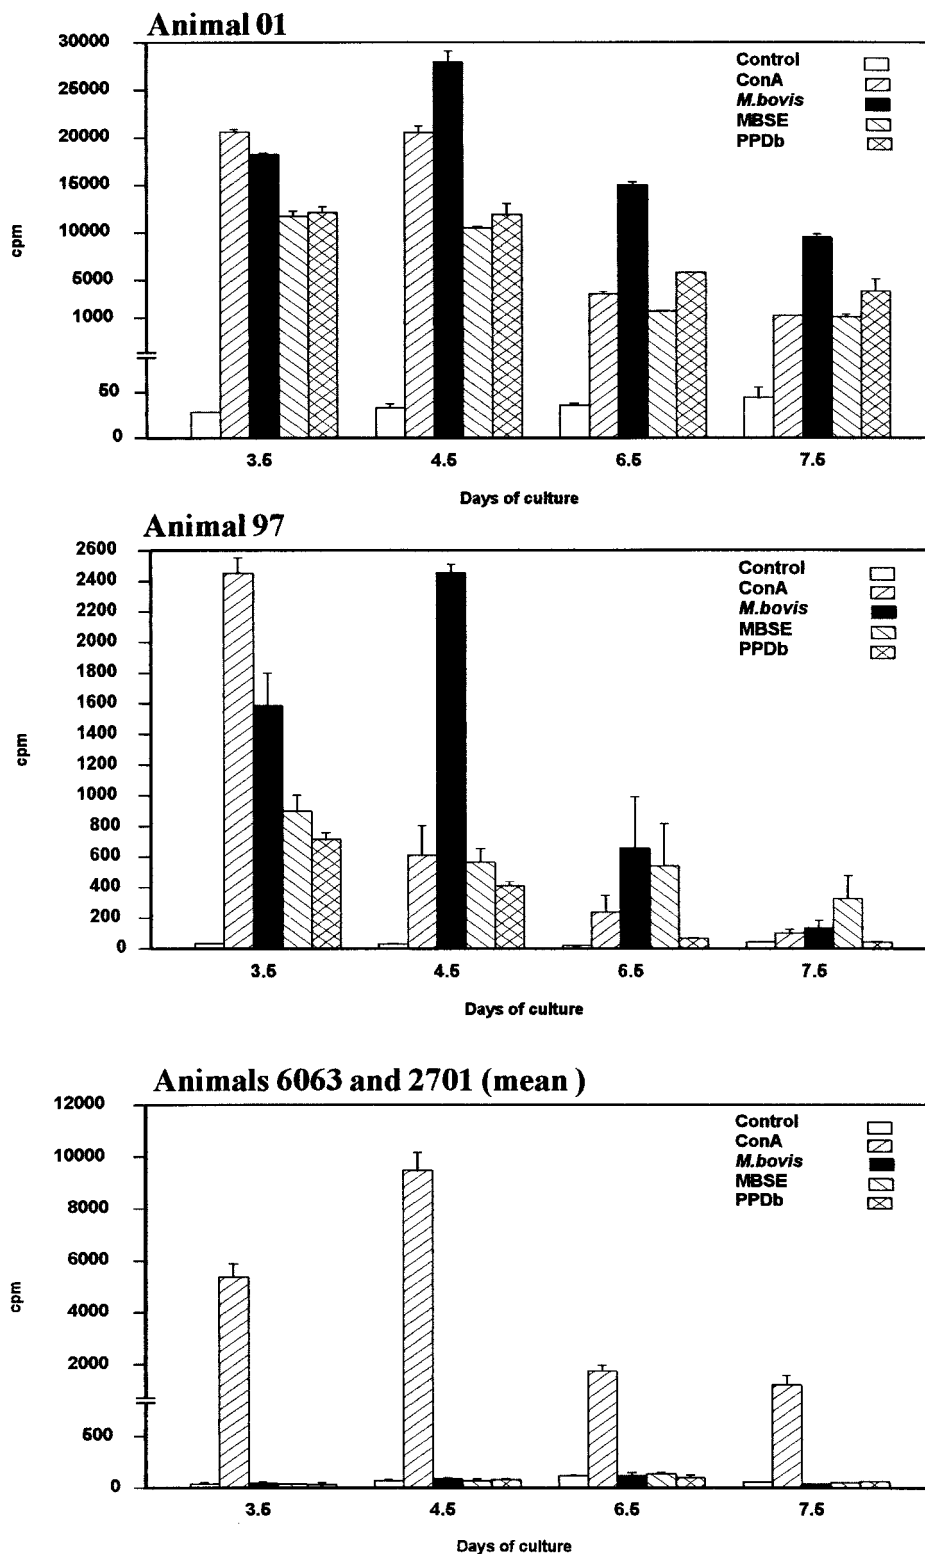 Animal 01
30000
25000
20000
15000
10000
5000
1000
50
0
cpm
Control
ConA
M.bovis
MBSE
PPDb
3.5 4.5 6.5 7.5
Days of culture
Animal 97
2600
2400
2200
2000
1800
1600
1400
1200
1000
800
600
400
200
0
cpm
Control
ConA
M.bovis
MBSE
PPDb
3.5 4.5 6.5 7.5
Days of culture
Animals 6063 and 2701 (mean )
12000
10000
8000
6000
4000
2000
500
0
cpm
Control
ConA
M.bovis
MBSE
PPDb
3.5 4.5 6.5 7.5
Days of culture